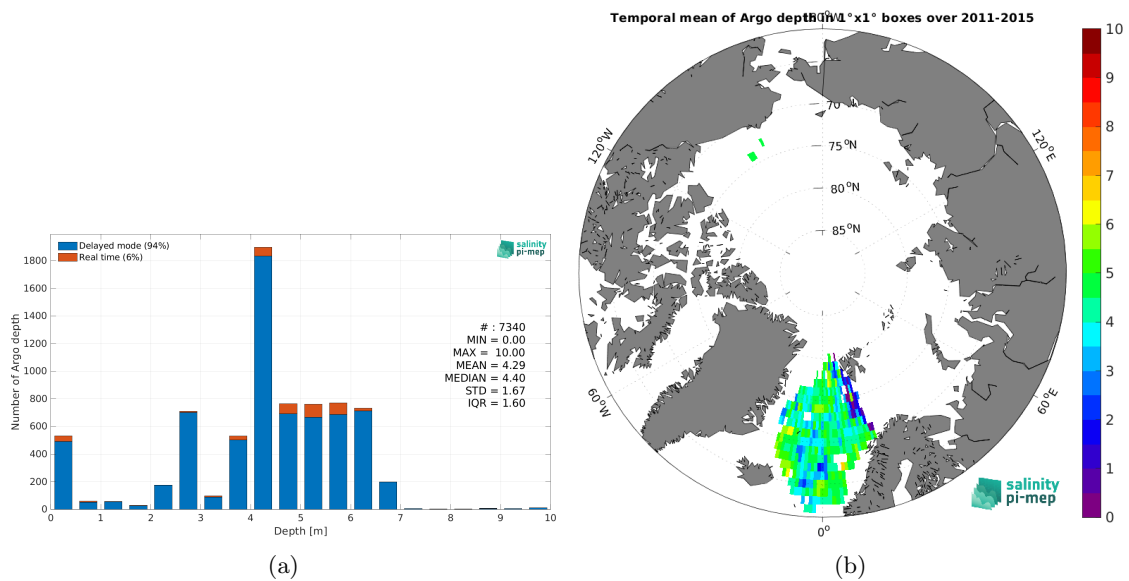 Delayed mode (94%)
Real time (6%)
salinity
pi-mep
Number of Argo depth
1800
1600
1400
1200
1000
800
600
400
200
0
# : 7340
MIN = 0.00
MAX = 10.00
MEAN = 4.29
MEDIAN = 4.40
STD = 1.67
IQR = 1.60
0 1 2 3 4 5 6 7 8 9 10
Depth [m]
(a)
Temporal mean of Argo depth in 1°x1° boxes over 2011-2015
180°W
120°W
120°E
60°W
60°E
0°
70
75°N
80°N
85°N
salinity
pi-mep
10
9
8
7
6
5
4
3
2
1
0
(b)